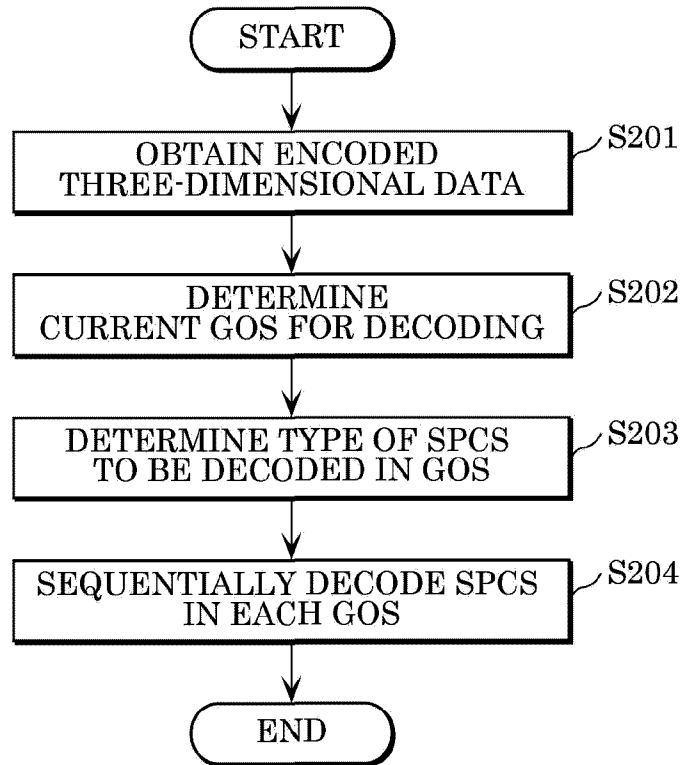 START
OBTAIN ENCODED
THREE-DIMENSIONAL DATA
S201
DETERMINE
CURRENT GOS FOR DECODING
S202
DETERMINE TYPE OF SPCS
TO BE DECODED IN GOS
S203
SEQUENTIALLY DECODE SPCS
IN EACH GOS
S204
END